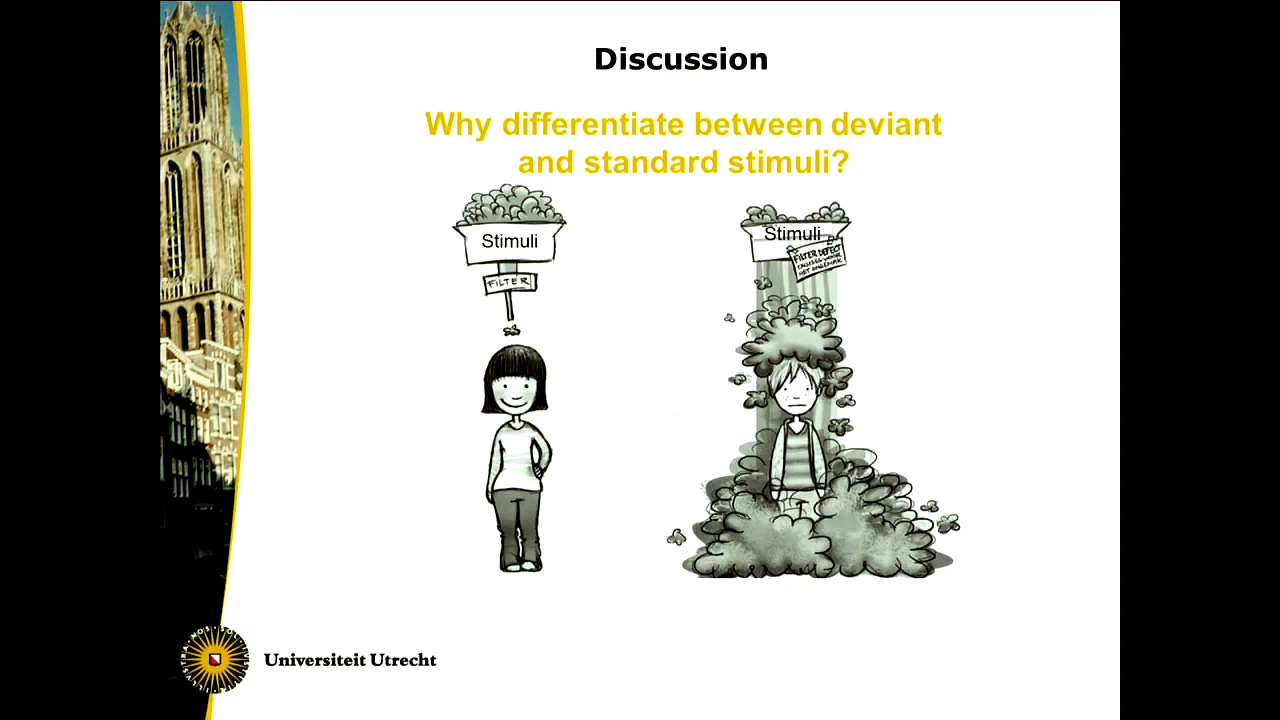 Discussion
Why differentiate between deviant
and standard stimuli?
Stimuli
FILTER
Stimuli
FILTER DEFECT
Universiteit Utrecht